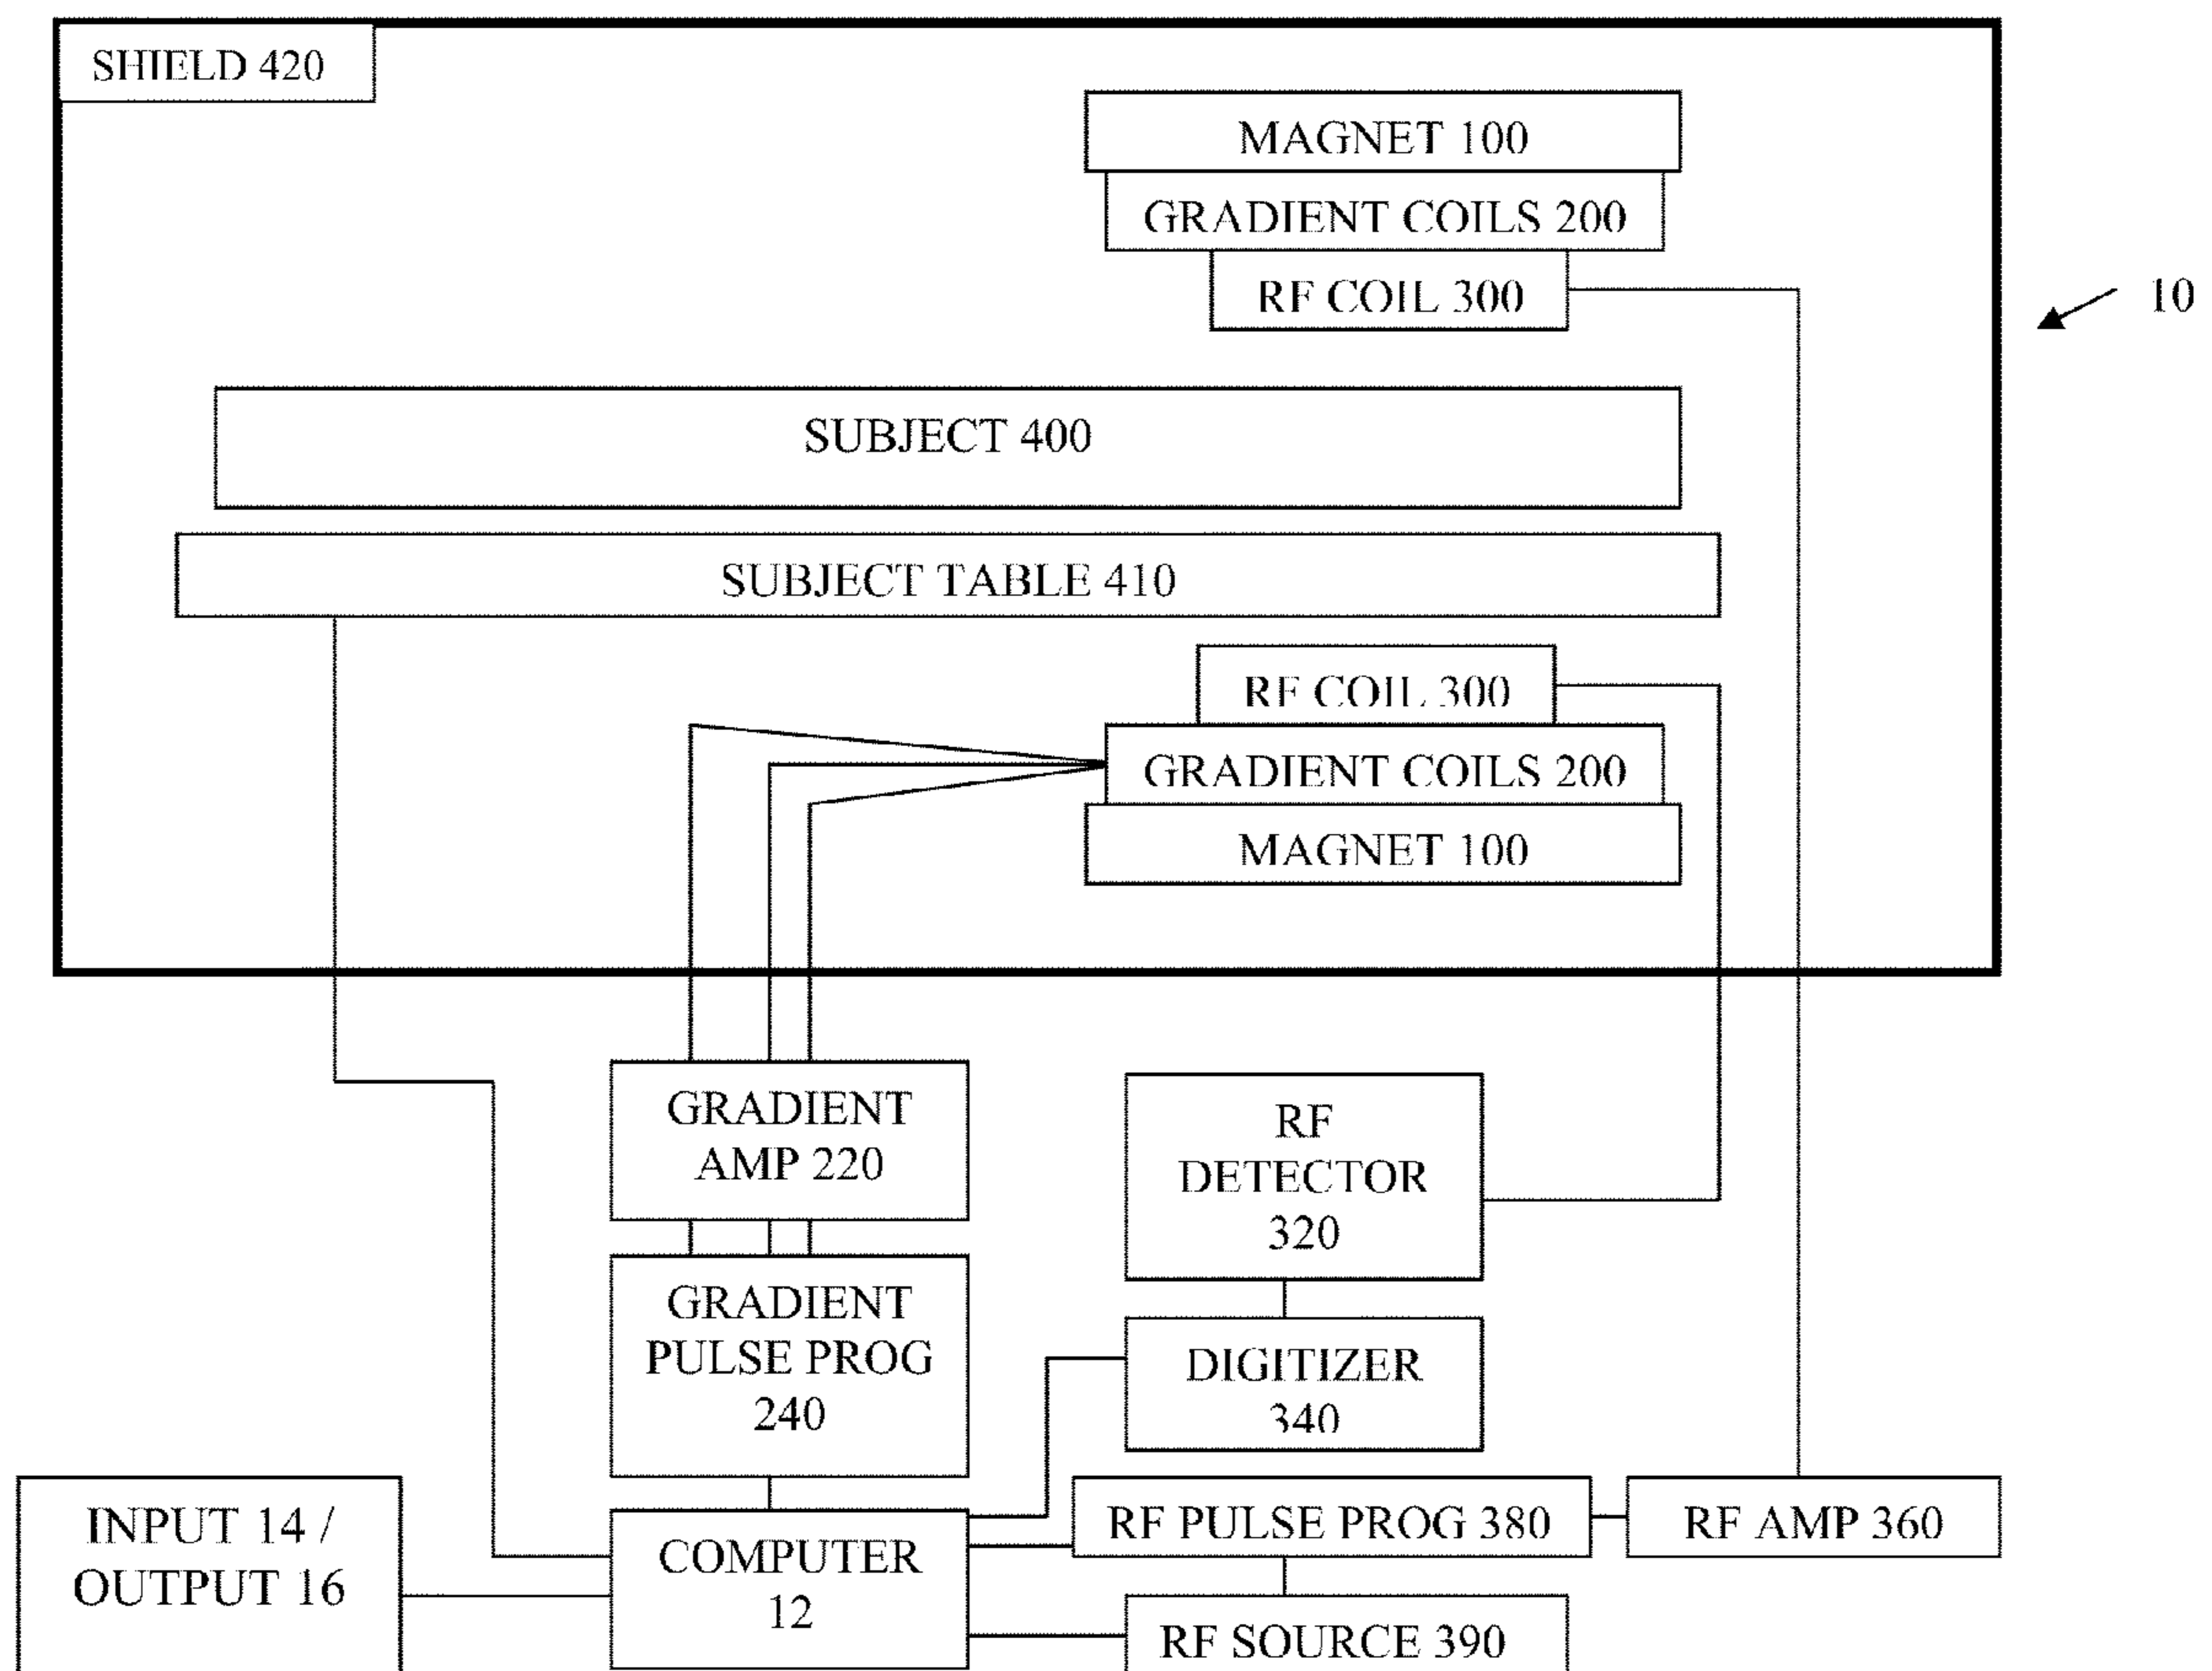 SHIELD 420
MAGNET 100
GRADIENT COILS 200
RF COIL 300
10
SUBJECT 400
SUBJECT TABLE 410
RF COIL 300
GRADIENT COILS 200
MAGNET 100
GRADIENT
AMP 220
RF
DETECTOR
320
GRADIENT
PULSE PROG
240
DIGITIZER
340
INPUT 14 /
OUTPUT 16
COMPUTER
12
RF PULSE PROG 380
RF AMP 360
RF SOURCE 390